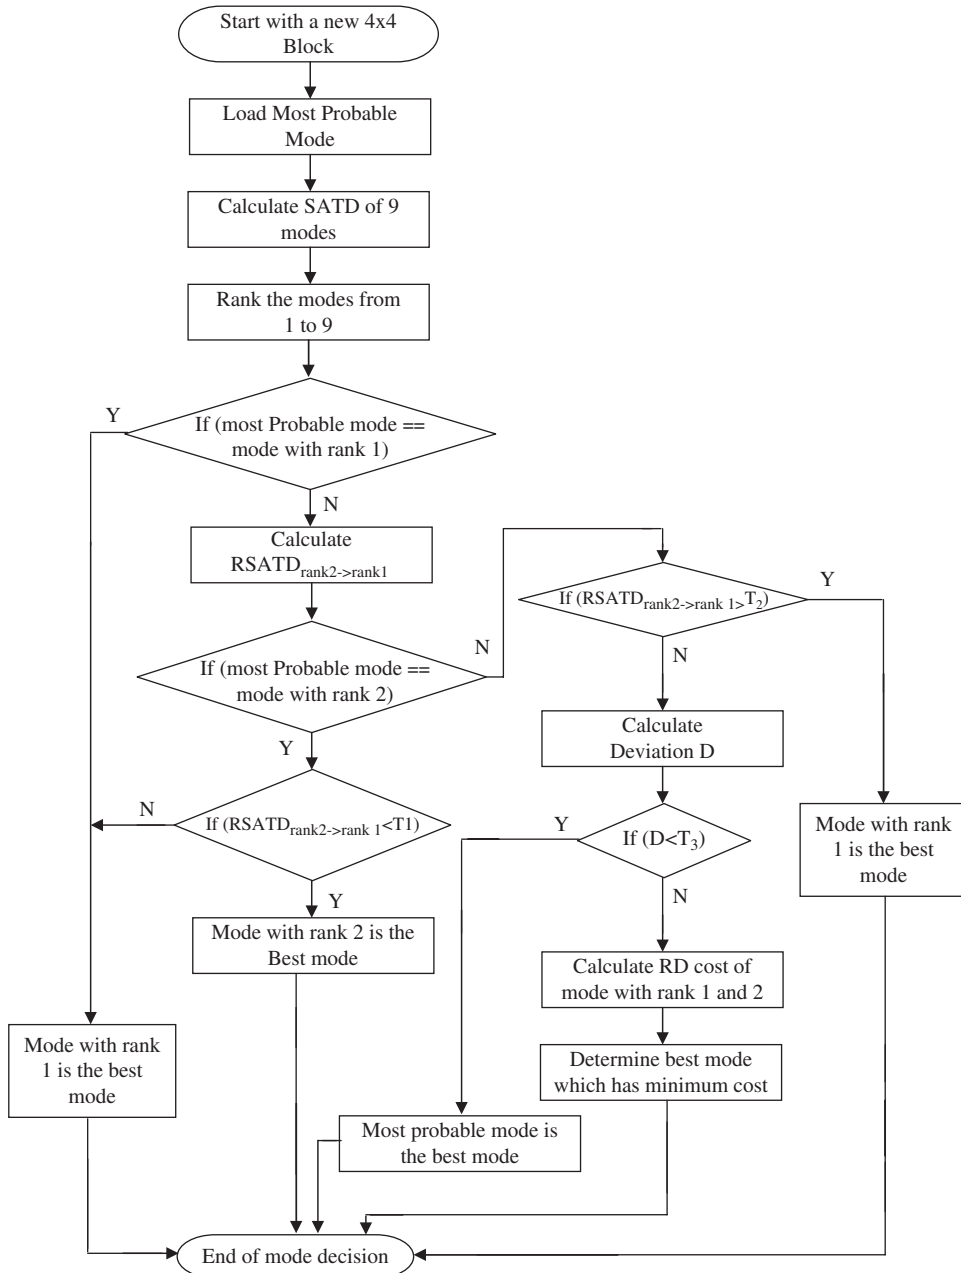 Start with a new 4x4
Block
Load Most Probable
Mode
Calculate SATD of 9
modes
Rank the modes from
1 to 9
Y
If (most Probable mode ==
mode with rank 1)
N
Calculate
RSATDrank2->rank1
If (RSATDrank2->rank 1>T2)
Y
N
If (most Probable mode ==
mode with rank 2)
N
Y
Calculate
Deviation D
N
If (RSATDrank2->rank 1<T1)
Y
If (D<T3)
Mode with rank
1 is the best
mode
Y
N
Mode with rank 2 is the
Best mode
Calculate RD cost of
mode with rank 1 and 2
Mode with rank
1 is the best
mode
Determine best mode
which has minimum cost
Most probable mode is
the best mode
End of mode decision